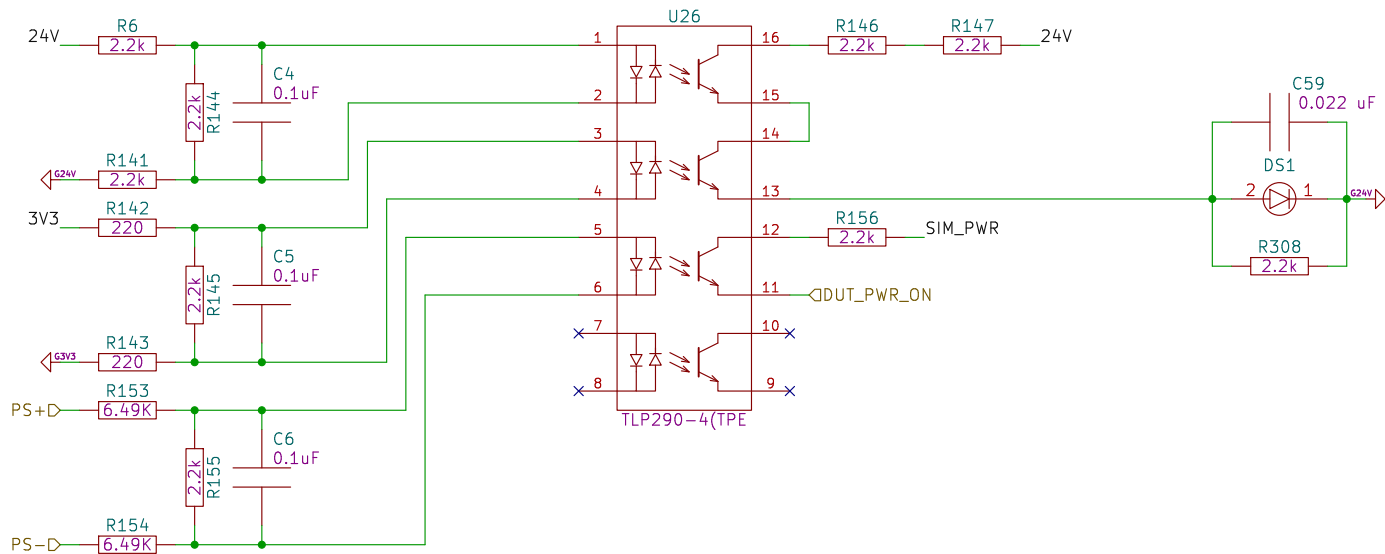 R6
24V
2.2k
2.2k
R144
C4
0.1uF
G24V
R141
2.2k
3V3
R142
220
2.2k
R145
C5
0.1uF
G3V3
R143
220
PS+
R153
6.49K
2.2k
R155
C6
0.1uF
PS-
R154
6.49K
U26
1
2
3
4
5
6
7
8
16
15
14
13
12
11
10
9
TLP290-4(TPE
R146
2.2k
R147
2.2k
24V
R156
2.2k
SIM_PWR
DUT_PWR_ON
C59
0.022 uF
DS1
2
1
G24V
R308
2.2k